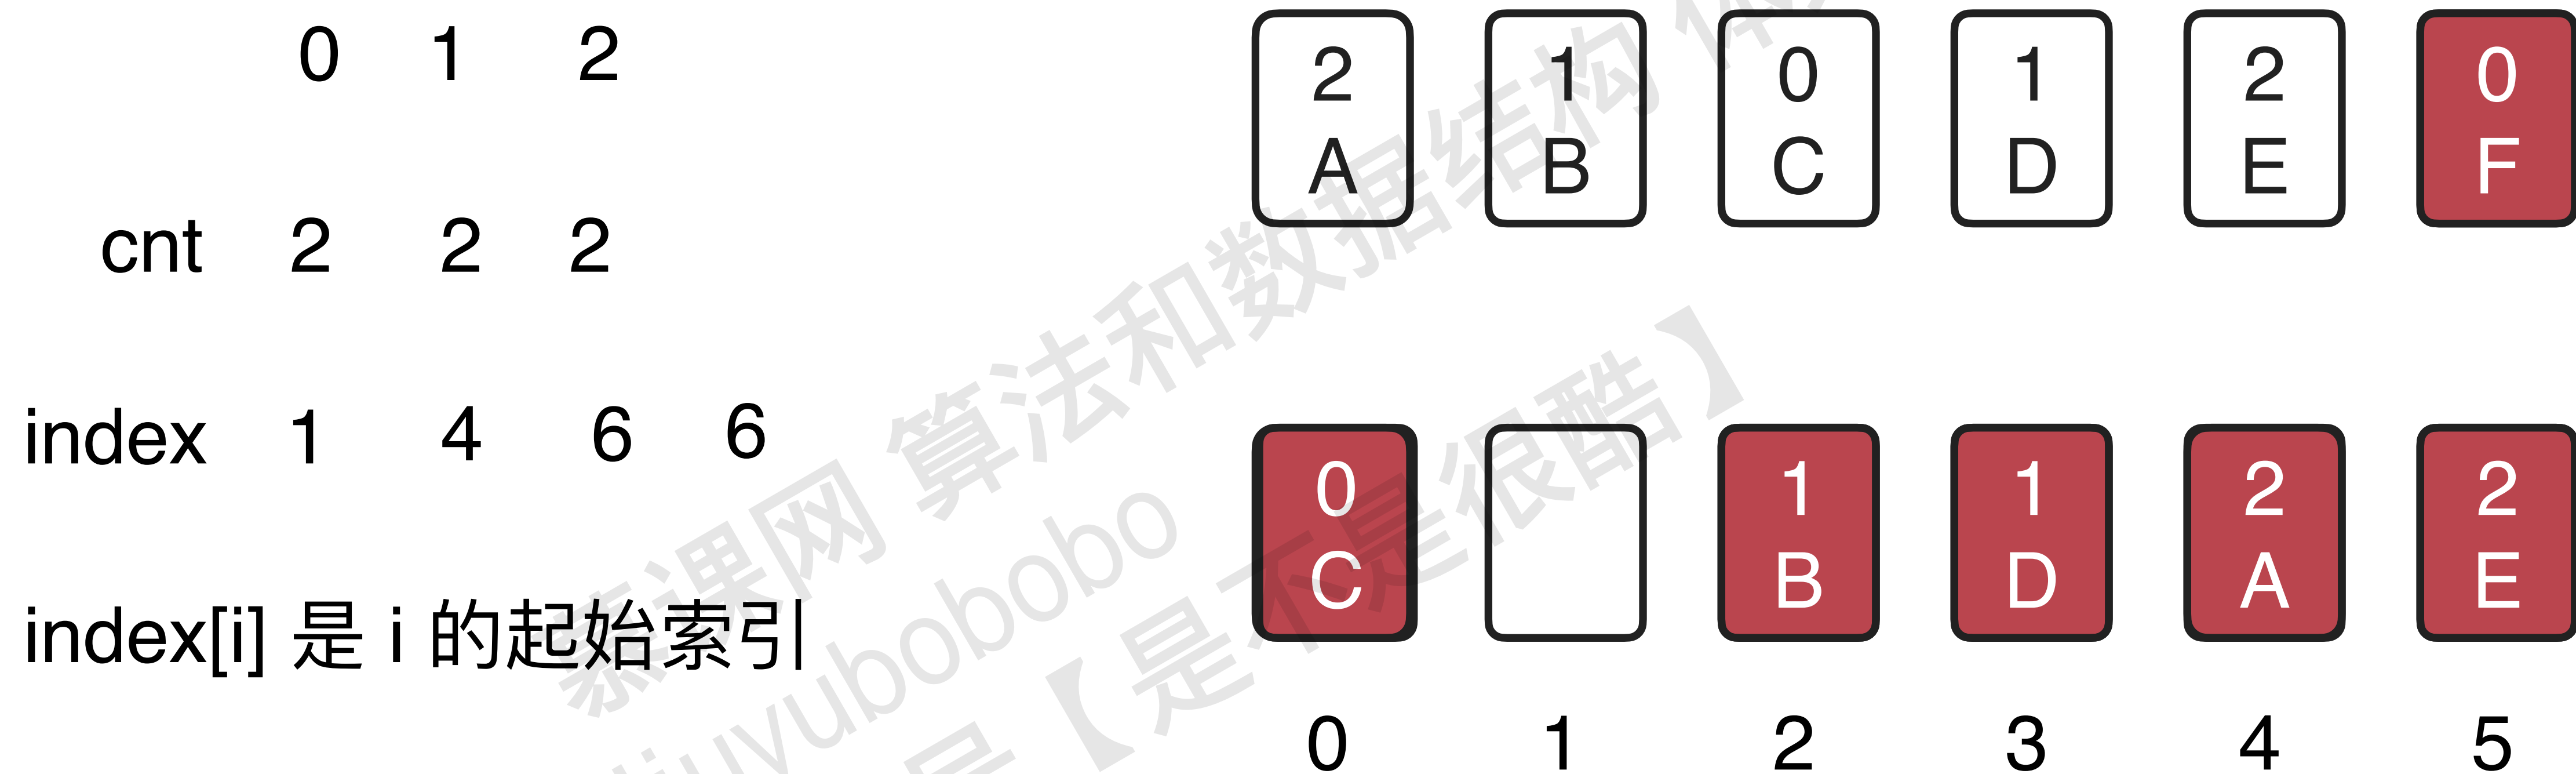 0 1 2
cnt 2 2 2
index 1 4 6 6
index[i] 是 i 的起始索引
2 1 0 1 2 0
A B C D E F
0 1 1 2 2
C B D A E
0 1 2 3 4 5
慕课网 算法和数据结构
liuyubobobo
【是不是很酷】